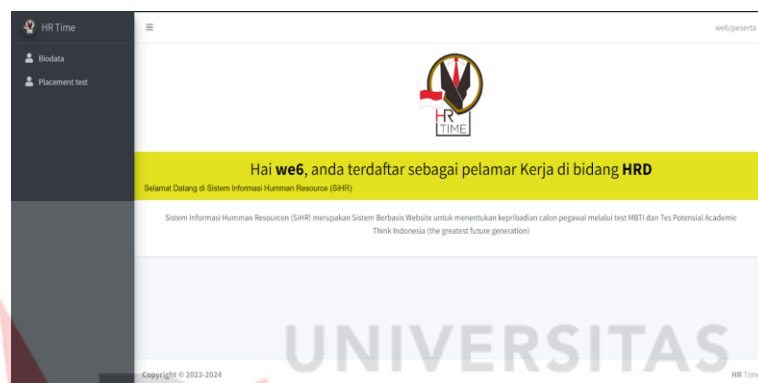 HR Time
we6/peserta
Biodata
Placement test
HR
TIME
Hai we6, anda terdaftar sebagai pelamar Kerja di bidang HRD
Selamat Datang di Sistem Informasi Humman Resource (SiHR)
Sistem Informasi Humman Resourcen (SiHR) merupakan Sistem Berbasis Website untuk menentukan kepribadian calon pegawai melalui test MBTI dan Tes Potensial Academic
Think Indonesia (the greatest future generation)
UNIVERSITAS
Copyright © 2023-2024
HR Time